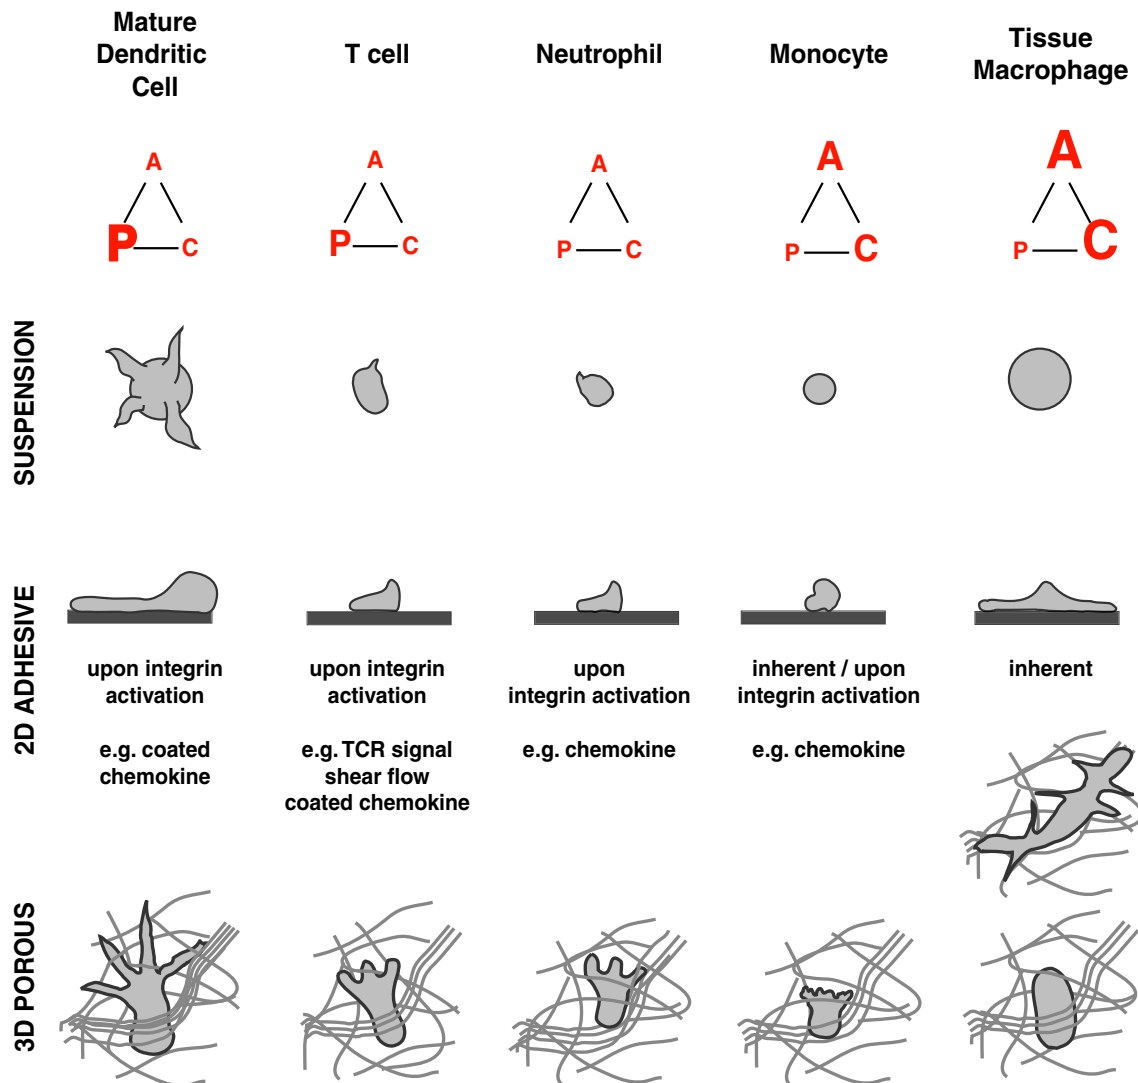 Mature
Dendritic
Cell
T cell
Neutrophil
Monocyte
Tissue
Macrophage
A
P
C
A
P
C
A
P
C
A
P
C
A
P
C
SUSPENSION
2D ADHESIVE
upon integrin
activation
e.g. coated
chemokine
upon integrin
activation
e.g. TCR signal
shear flow
coated chemokine
upon
integrin activation
e.g. chemokine
inherent / upon
integrin activation
e.g. chemokine
inherent
3D POROUS